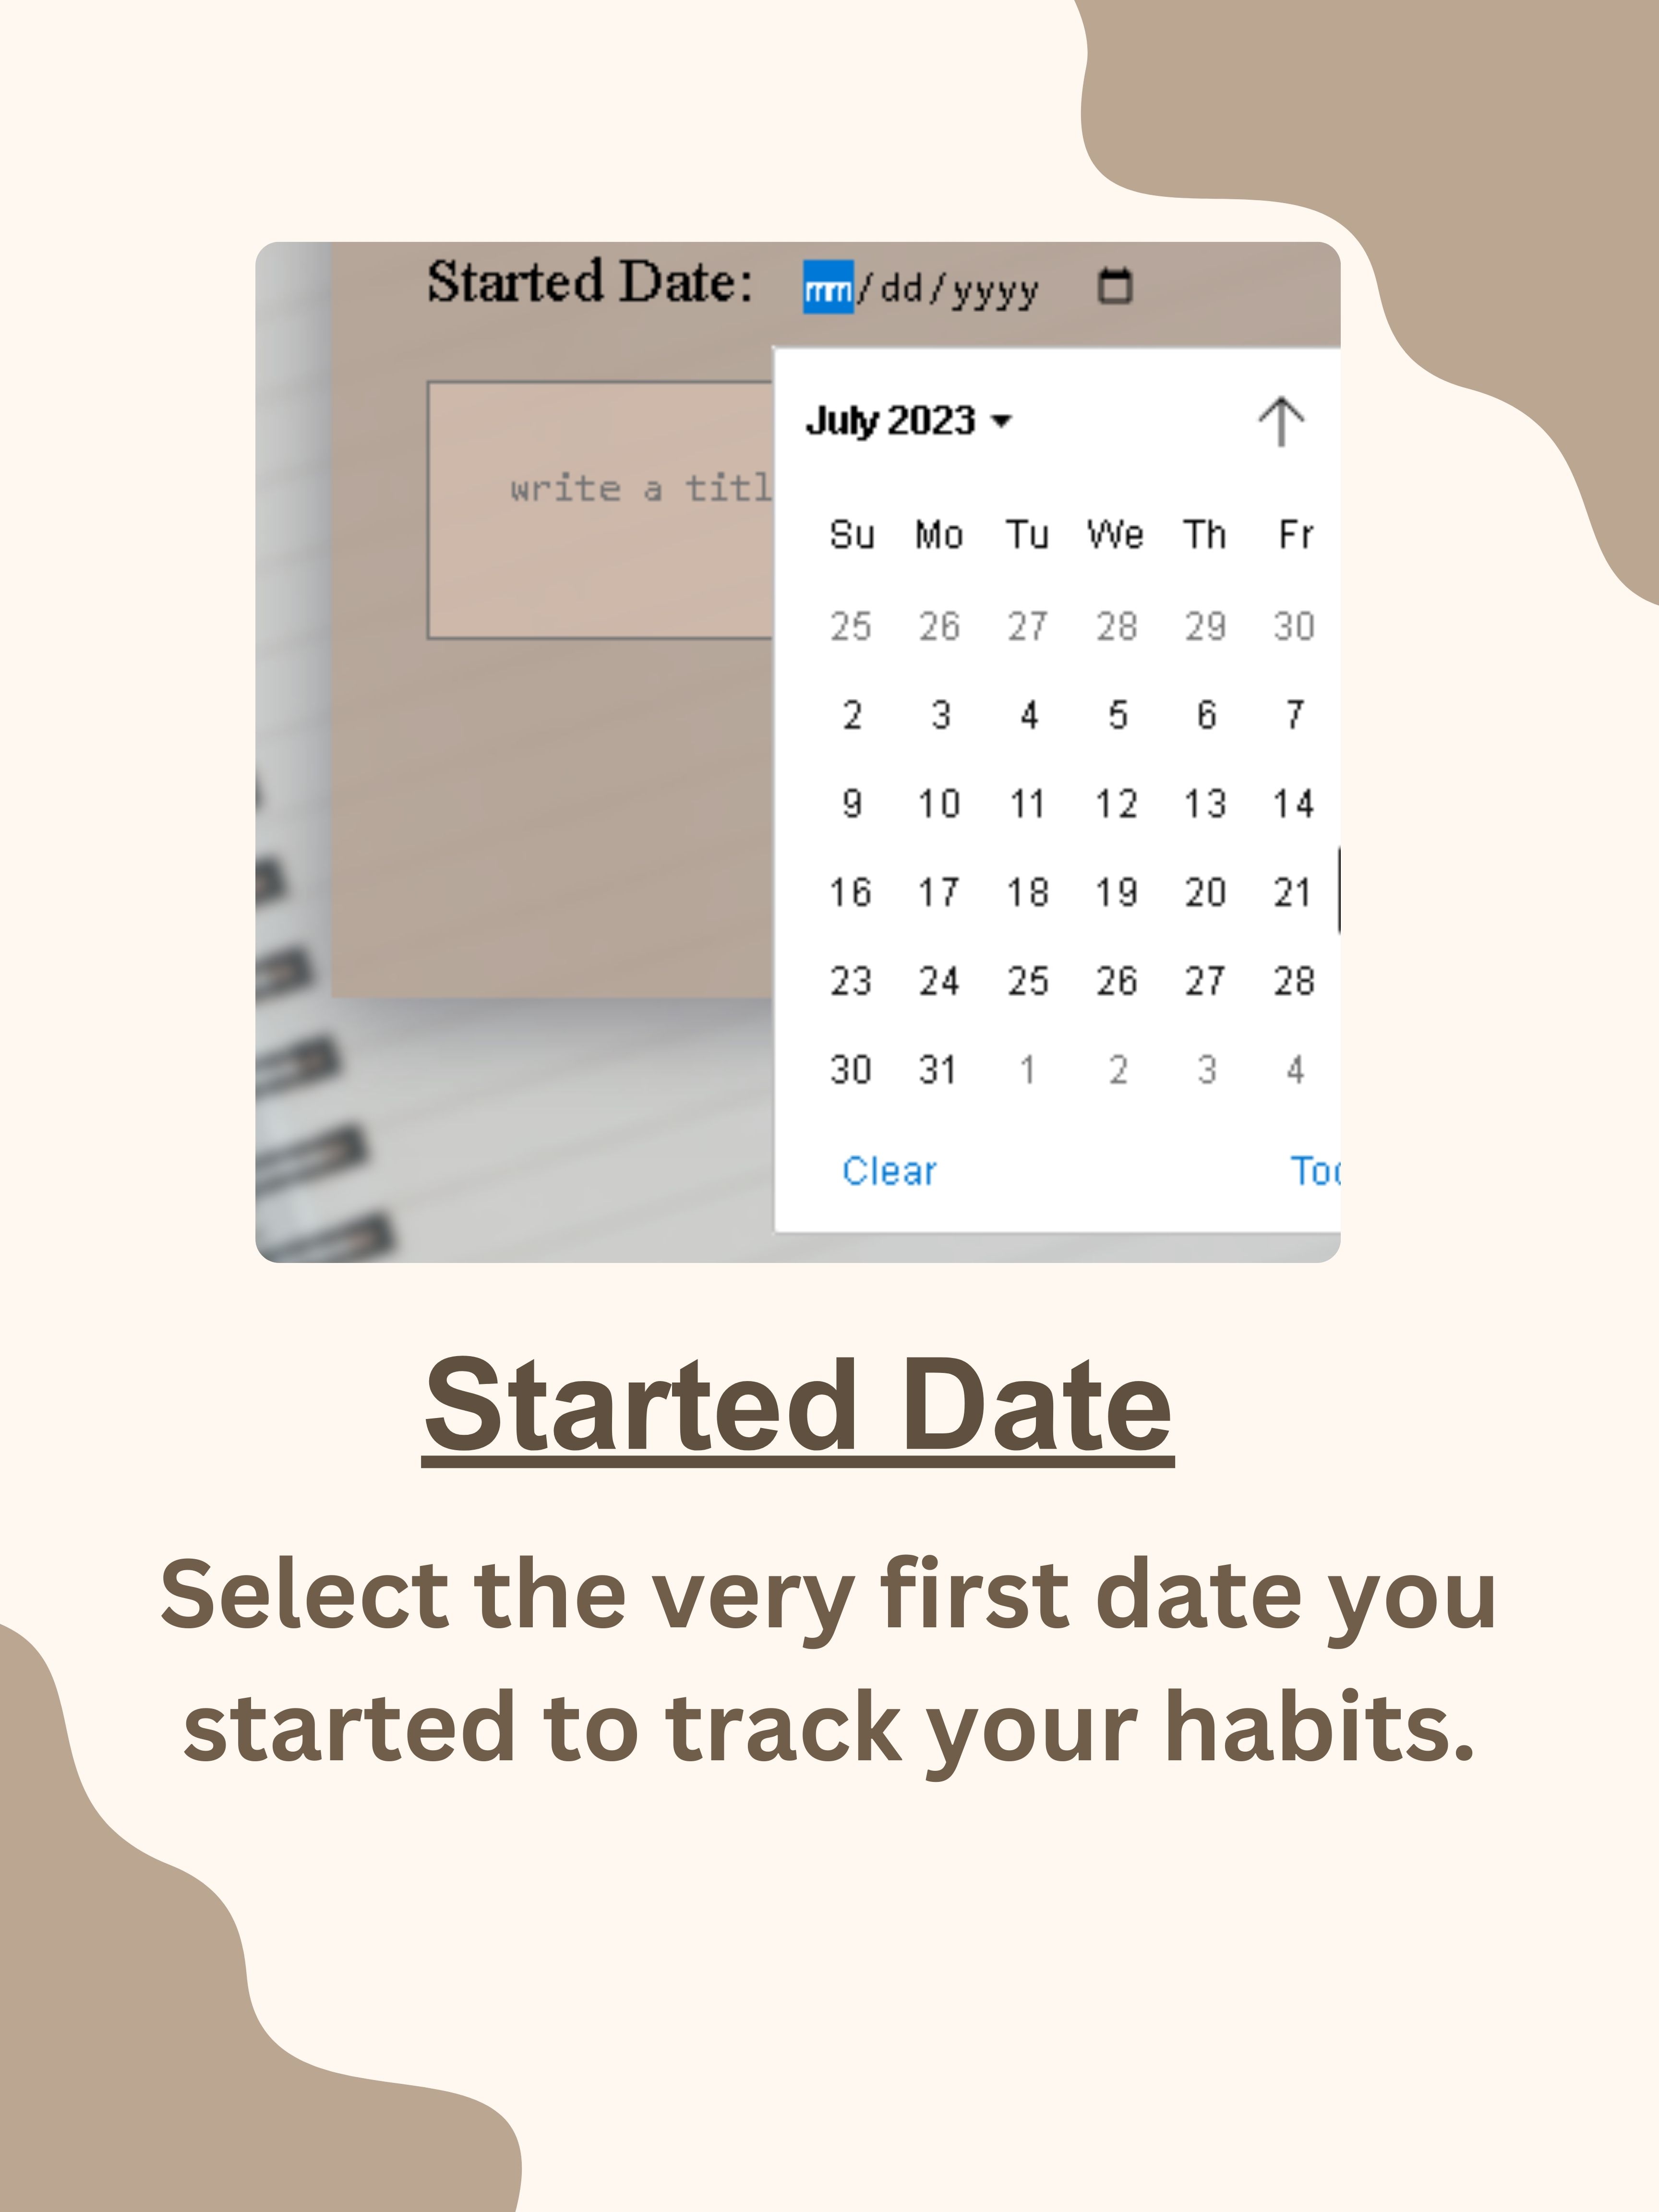 Started Date: mm/dd/yyyy
write a titl
July 2023
Su Mo Tu We Th Fr
25 26 27 28 29 30
2 3 4 5 6 7
9 10 11 12 13 14
16 17 18 19 20 21
23 24 25 26 27 28
30 31 1 2 3 4
Clear Tod
Started Date
Select the very first date you
started to track your habits.